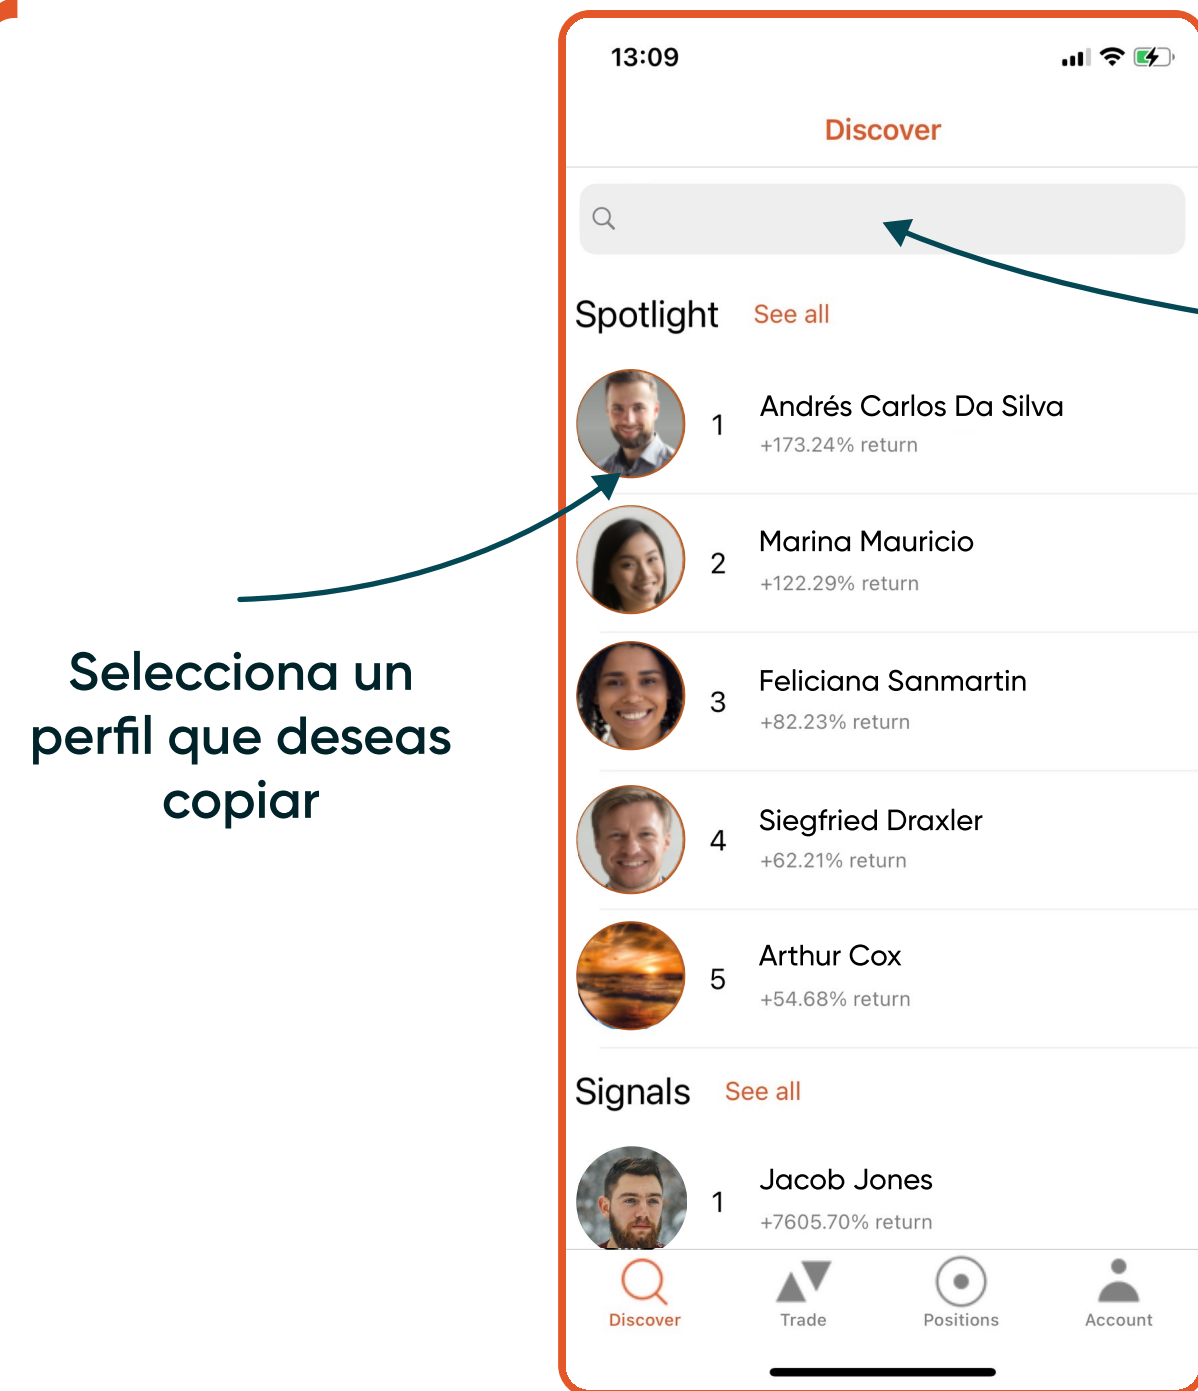 13:09
Discover
Spotlight See all
1 Andrés Carlos Da Silva
+173.24% return
2 Marina Mauricio
+122.29% return
Selecciona un
perfil que deseas
copiar
3 Feliciana Sanmartin
+82.23% return
4 Siegfried Draxler
+62.21% return
5 Arthur Cox
+54.68% return
Signals See all
1 Jacob Jones
+7605.70% return
Discover Trade Positions Account